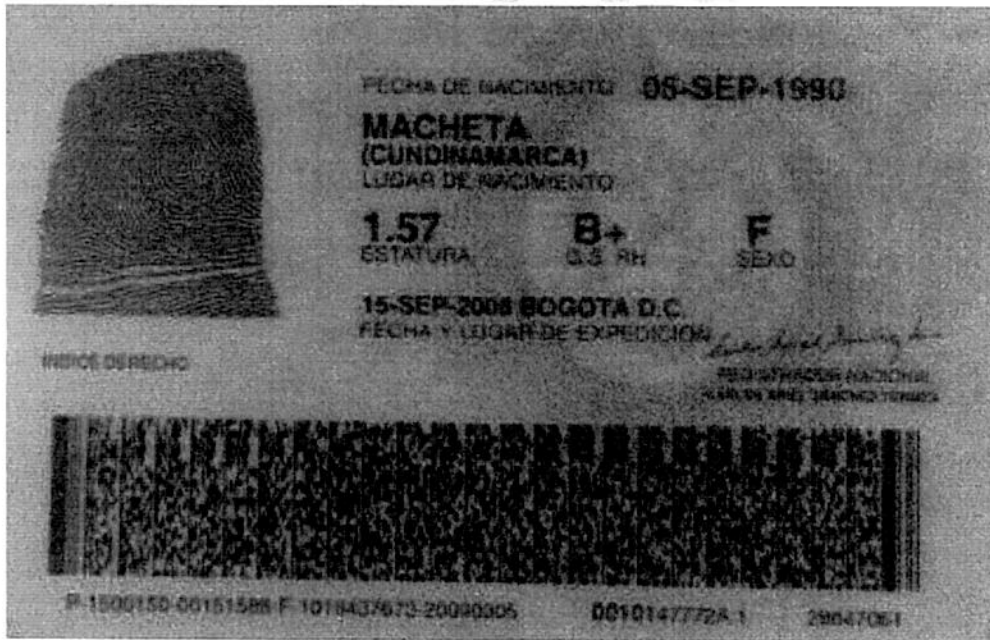 FECHA DE NACIMIENTO 05-SEP-1990
MACHETA
(CUNDINAMARCA)
LUGAR DE NACIMIENTO
1.57 B+ F
ESTATURA G.S. RH SEXO
15-SEP-2008 BOGOTA D.C.
FECHA Y LUGAR DE EXPEDICION
INDICE DERECHO
REGISTRADOR NACIONAL